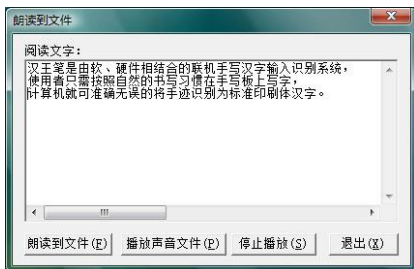 朗读到文件
阅读文字：
汉王笔是由软、硬件相结合的联机手写汉字输入识别系统，
使用者只需按照自然的书写习惯在手写板上写字，
计算机就可准确无误的将手迹识别为标准印刷体汉字。
朗读到文件(F) 播放声音文件(P) 停止播放(S) 退出(X)